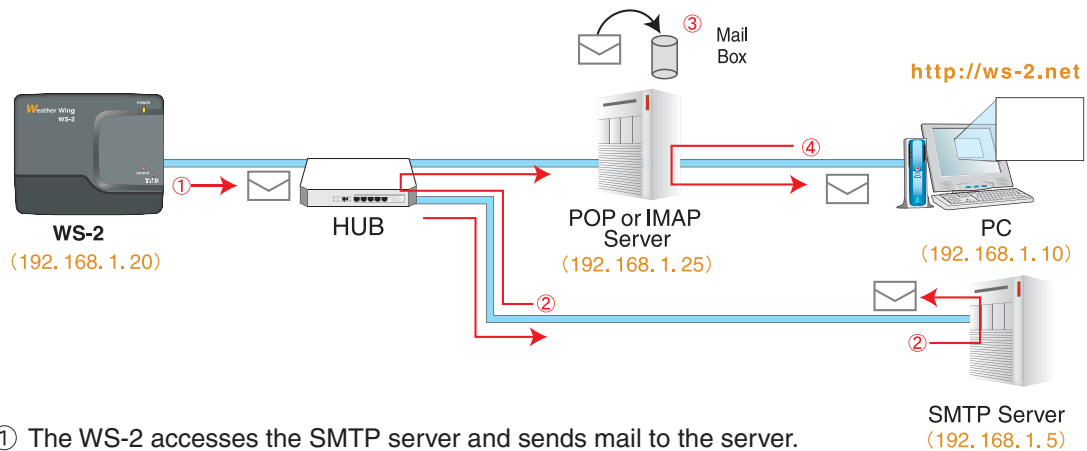 ③ Mail
Box
http://ws-2.net
Weather Wing
WS-2
POWER
OUTPUT
T&D
①
④
WS-2
(192. 168. 1. 20)
HUB
POP or IMAP
Server
(192. 168. 1. 25)
PC
(192. 168. 1. 10)
②
②
SMTP Server
(192. 168. 1. 5)
① The WS-2 accesses the SMTP server and sends mail to the server.